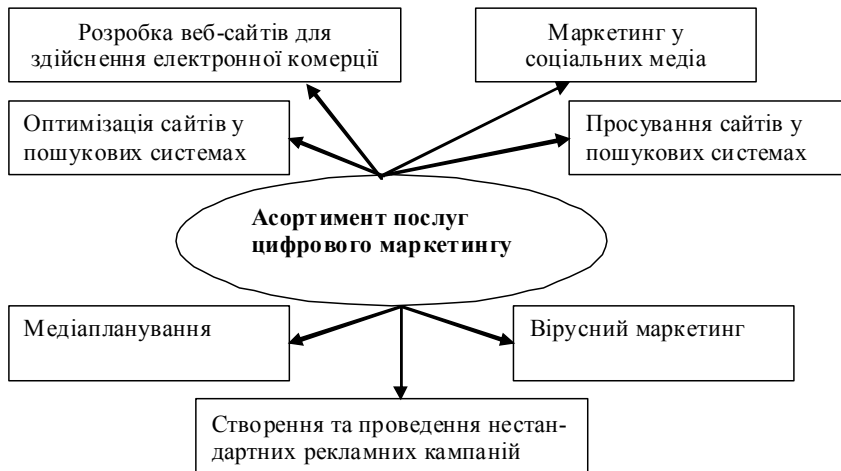 Розробка веб-сайтів для
здійснення електронної комерції
Маркетинг у
соціальних медіа
Оптимізація сайтів у
пошукових системах
Просування сайтів у
пошукових системах
Асортимент послуг
цифрового маркетингу
Медіапланування
Вірусний маркетинг
Створення та проведення нестан-
дартних рекламних кампаній